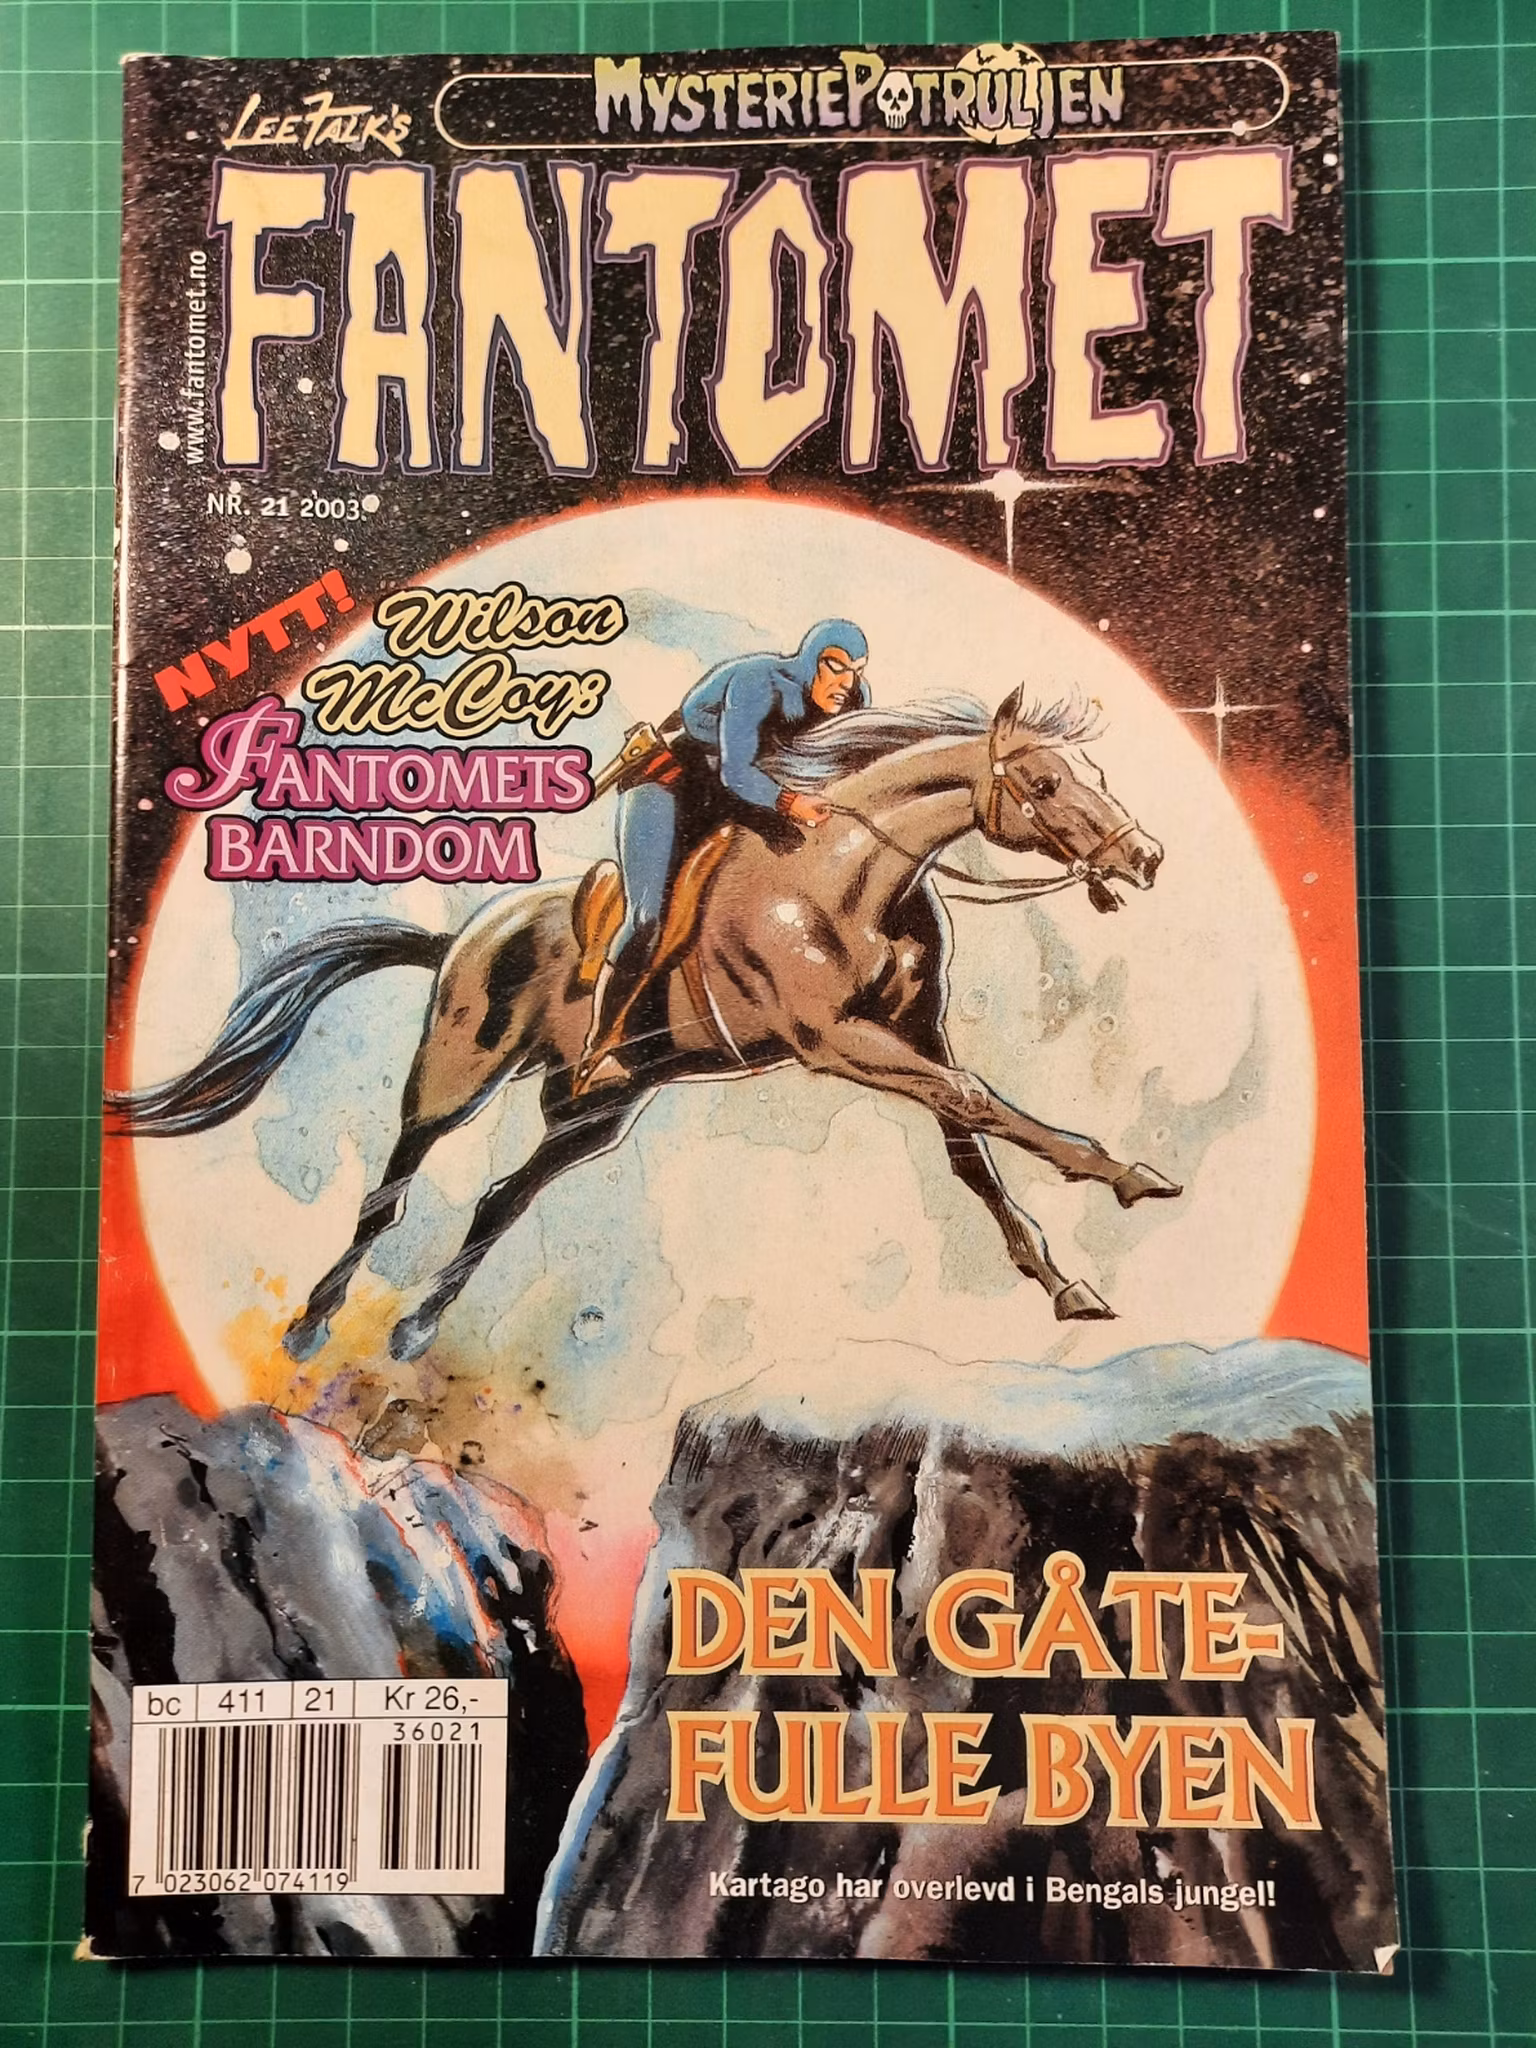 MYSTERIEPATRULJEN
LEE FALK'S
FANTOMET
www.fantomet.no
NR. 21 2003
NYTT!
Wilson
McCoys
FANTOMETS
BARNDOM
DEN GÅTE-
FULLE BYEN
Kartago har overlevd i Bengals jungel!
bc 411 21 Kr 26,-
36021
7 023062 074119